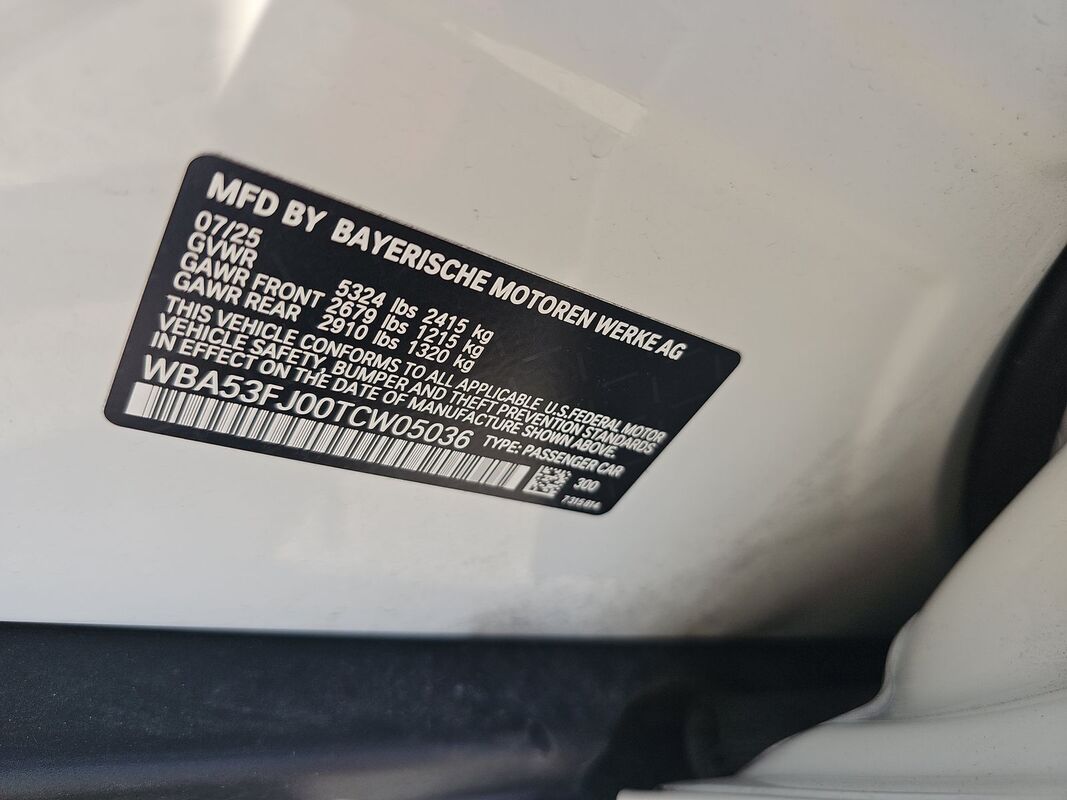 MFD BY BAYERISCHE MOTOREN WERKE AG
07/25
GVWR 5324 lbs 2415 kg
GAWR FRONT 2679 lbs 1215 kg
GAWR REAR 2910 lbs 1320 kg
THIS VEHICLE CONFORMS TO ALL APPLICABLE U.S.FEDERAL MOTOR
VEHICLE SAFETY, BUMPER AND THEFT PREVENTION STANDARDS
IN EFFECT ON THE DATE OF MANUFACTURE SHOWN ABOVE.
WBA53FJ00TCW05036 TYPE: PASSENGER CAR
300
7315014